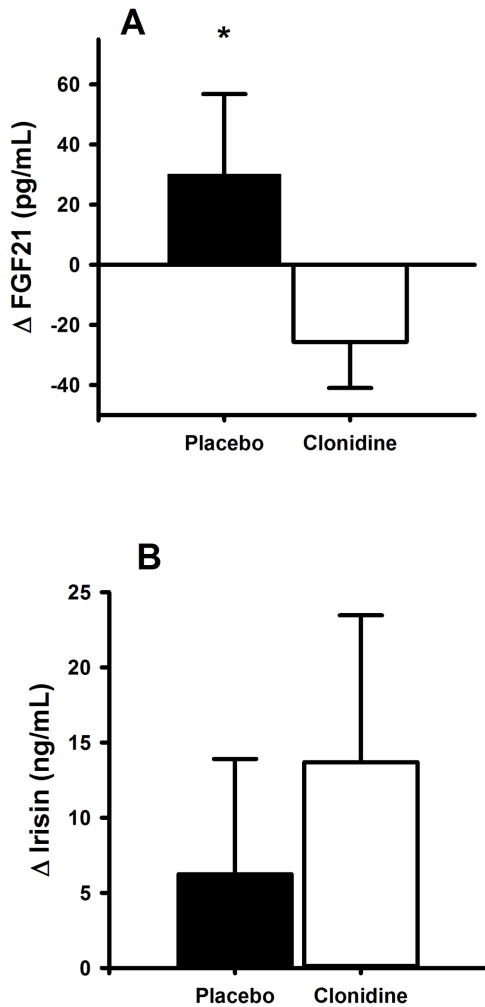 A
*
Δ FGF21 (pg/mL)
60
40
20
0
-20
-40
Placebo Clonidine
B
Δ Irisin (ng/mL)
25
20
15
10
5
0
Placebo Clonidine